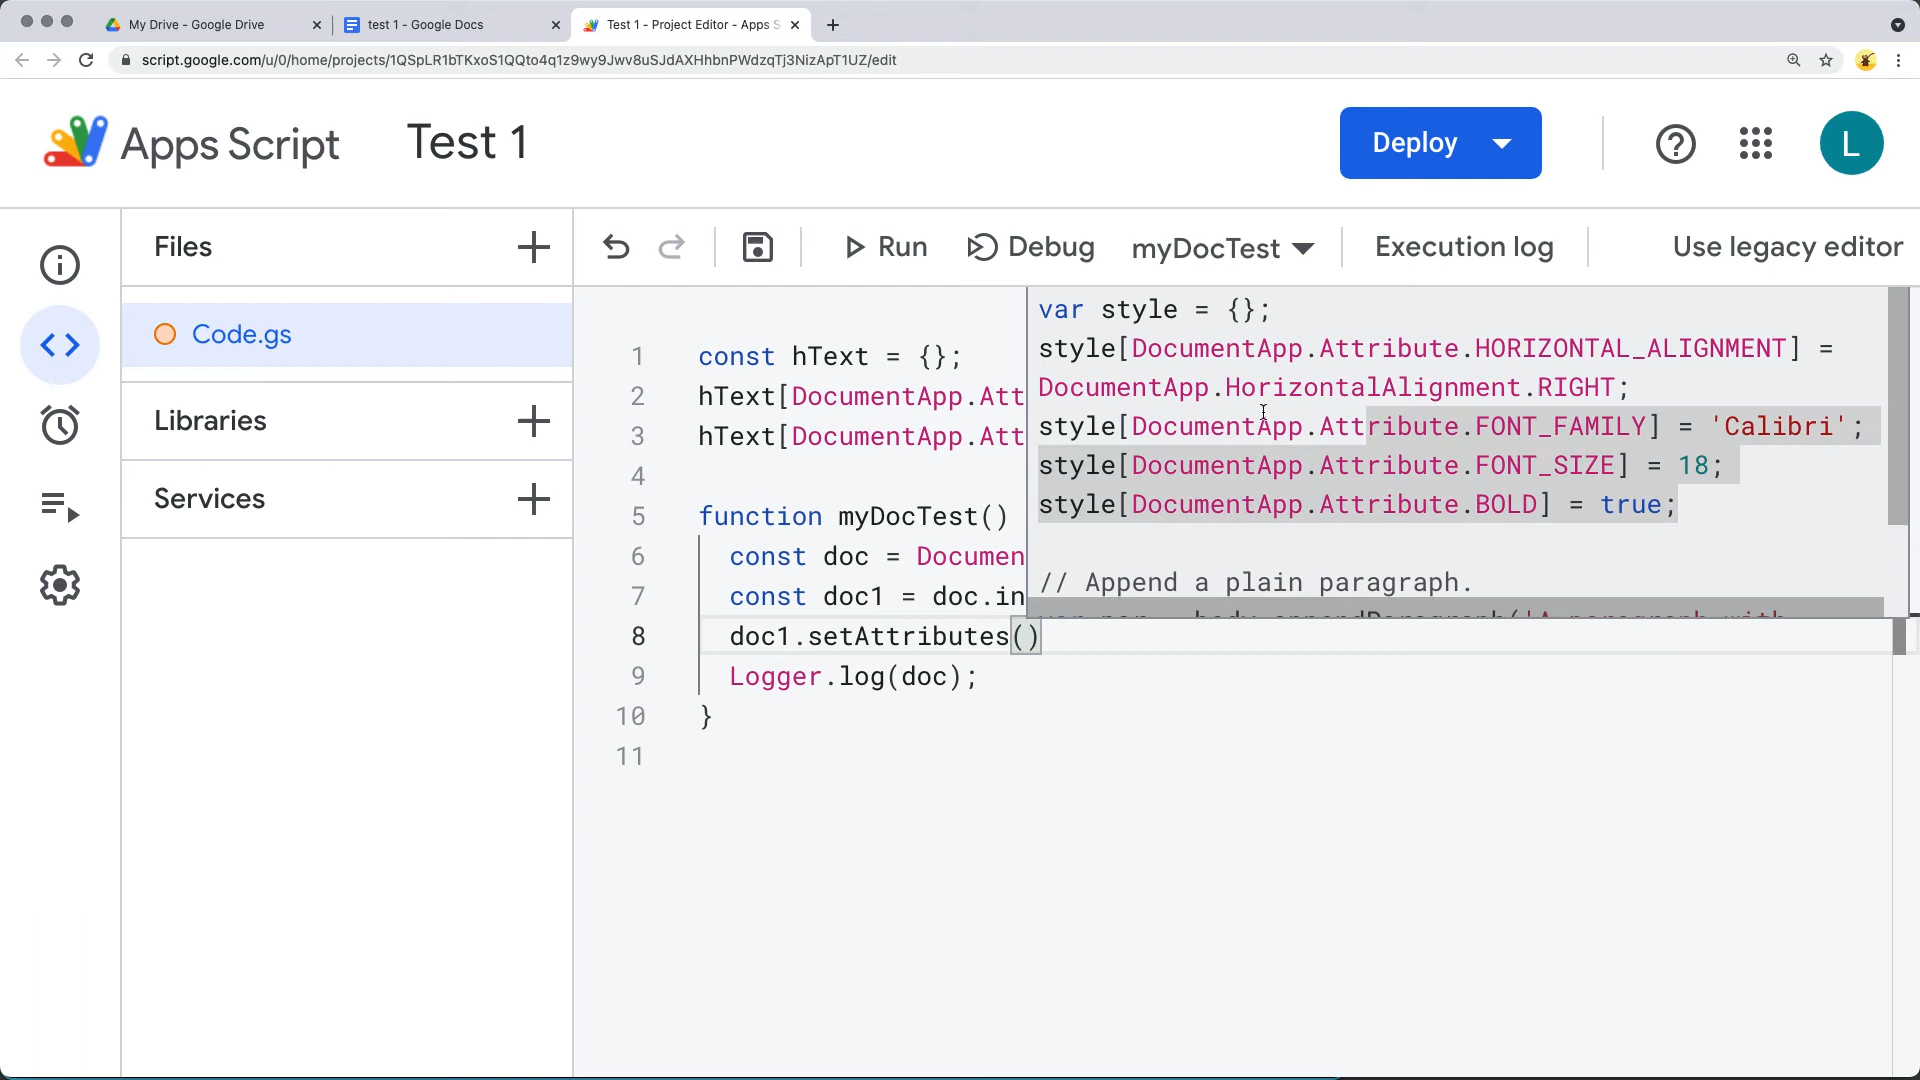 My Drive - Google Drive
test 1 - Google Docs
Test 1 - Project Editor - Apps S
script.google.com/u/0/home/projects/1QSpLR1bTKxoS1QQto4q1z9wy9Jwv8uSJdAXHhbnPWdzqTj3NizApT1UZ/edit
Apps Script
Test 1
Deploy
L
Files
Run
Debug
myDocTest
Execution log
Use legacy editor
Code.gs
Libraries
Services
1 const hText = {};
2 hText[DocumentApp.Att
3 hText[DocumentApp.Att
4
5 function myDocTest()
6 const doc = Documen
7 const doc1 = doc.in
8 doc1.setAttributes()
9 Logger.log(doc);
10 }
11
var style = {};
style[DocumentApp.Attribute.HORIZONTAL_ALIGNMENT] =
DocumentApp.HorizontalAlignment.RIGHT;
style[DocumentApp.Attribute.FONT_FAMILY] = 'Calibri';
style[DocumentApp.Attribute.FONT_SIZE] = 18;
style[DocumentApp.Attribute.BOLD] = true;
// Append a plain paragraph.